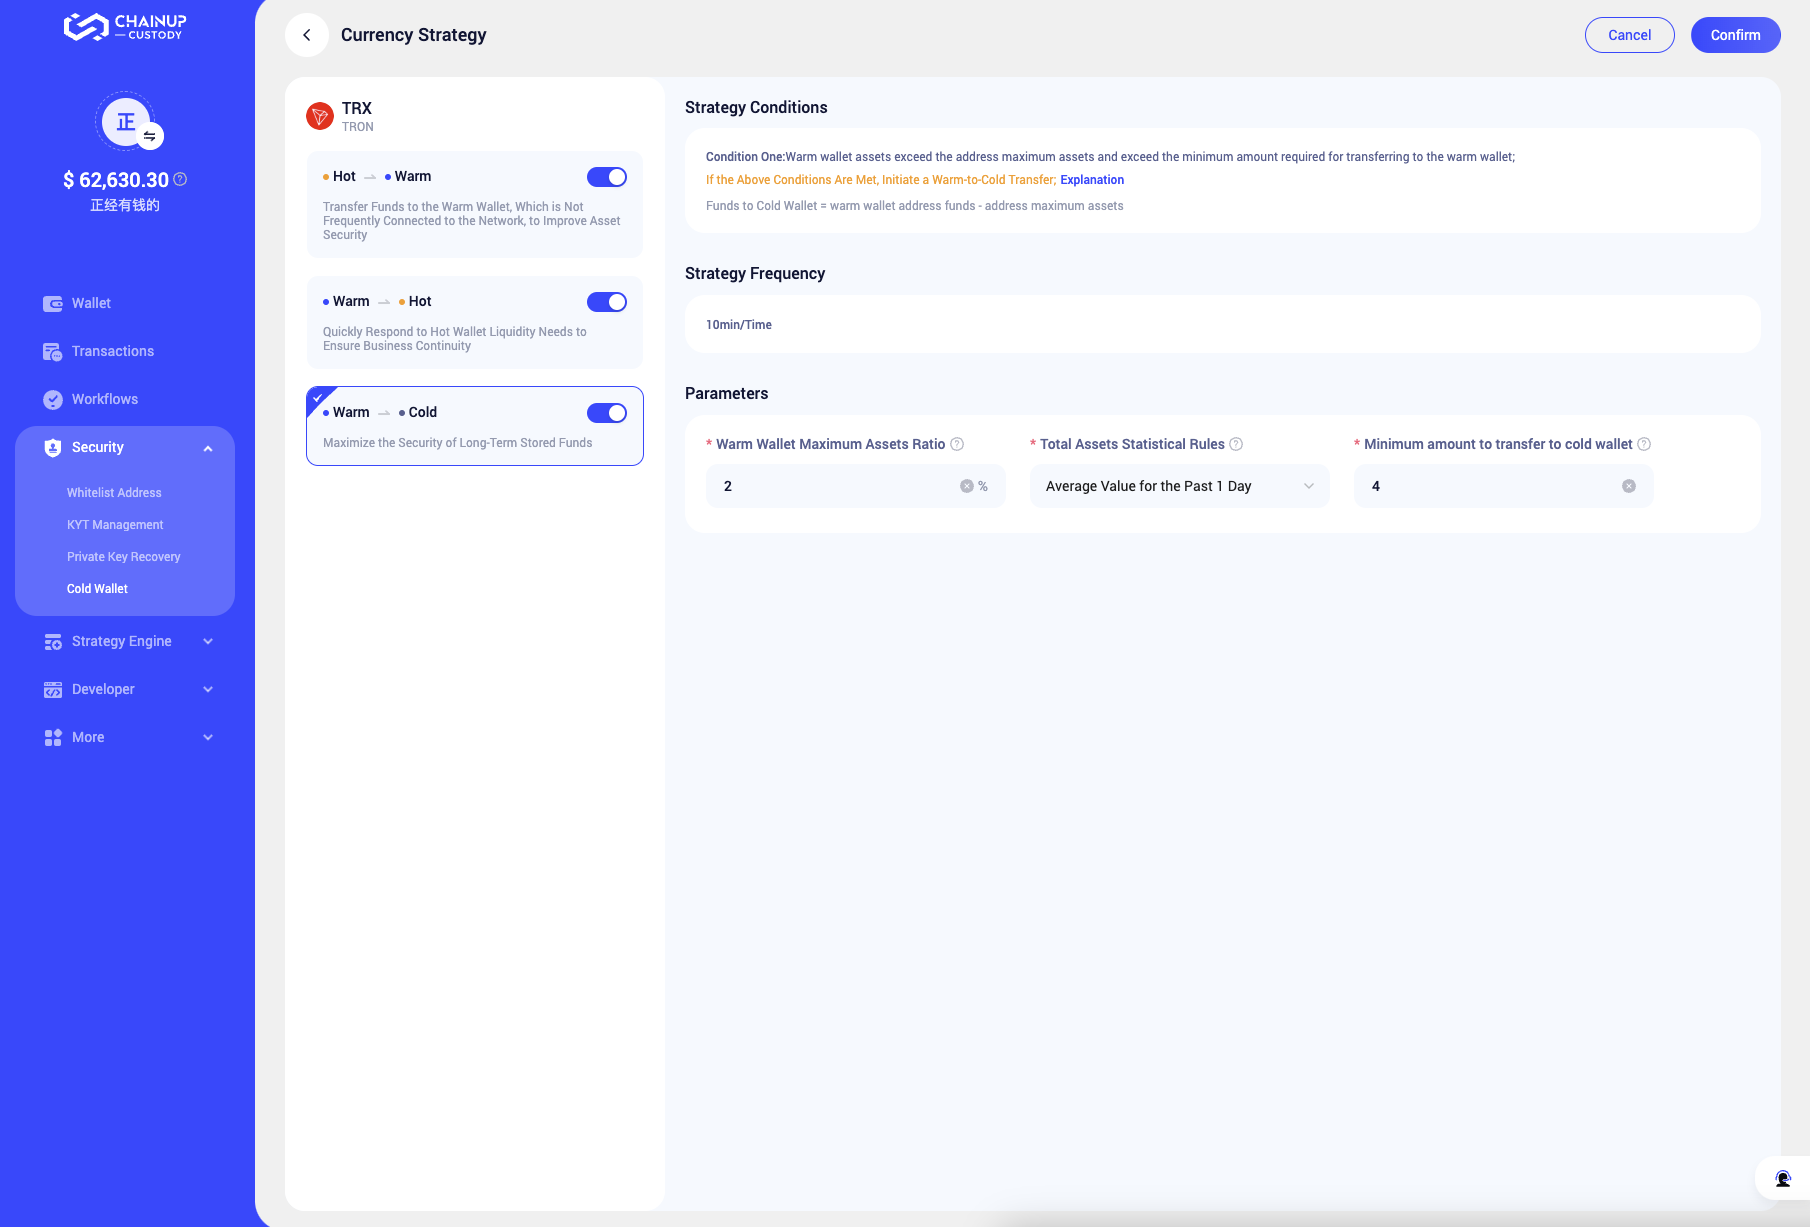 CHAINUP
CUSTODY
正
$ 62,630.30
正经有钱的
Wallet
Transactions
Workflows
Security
Whitelist Address
KYT Management
Private Key Recovery
Cold Wallet
Strategy Engine
Developer
More
Currency Strategy
Cancel
Confirm
TRX
TRON
Hot
Warm
Transfer Funds to the Warm Wallet, Which is Not
Frequently Connected to the Network, to Improve Asset
Security
Warm
Hot
Quickly Respond to Hot Wallet Liquidity Needs to
Ensure Business Continuity
Warm
Cold
Maximize the Security of Long-Term Stored Funds
Strategy Conditions
Condition One:Warm wallet assets exceed the address maximum assets and exceed the minimum amount required for transferring to the warm wallet;
If the Above Conditions Are Met, Initiate a Warm-to-Cold Transfer; Explanation
Funds to Cold Wallet = warm wallet address funds - address maximum assets
Strategy Frequency
10min/Time
Parameters
* Warm Wallet Maximum Assets Ratio
2
%
* Total Assets Statistical Rules
Average Value for the Past 1 Day
* Minimum amount to transfer to cold wallet
4